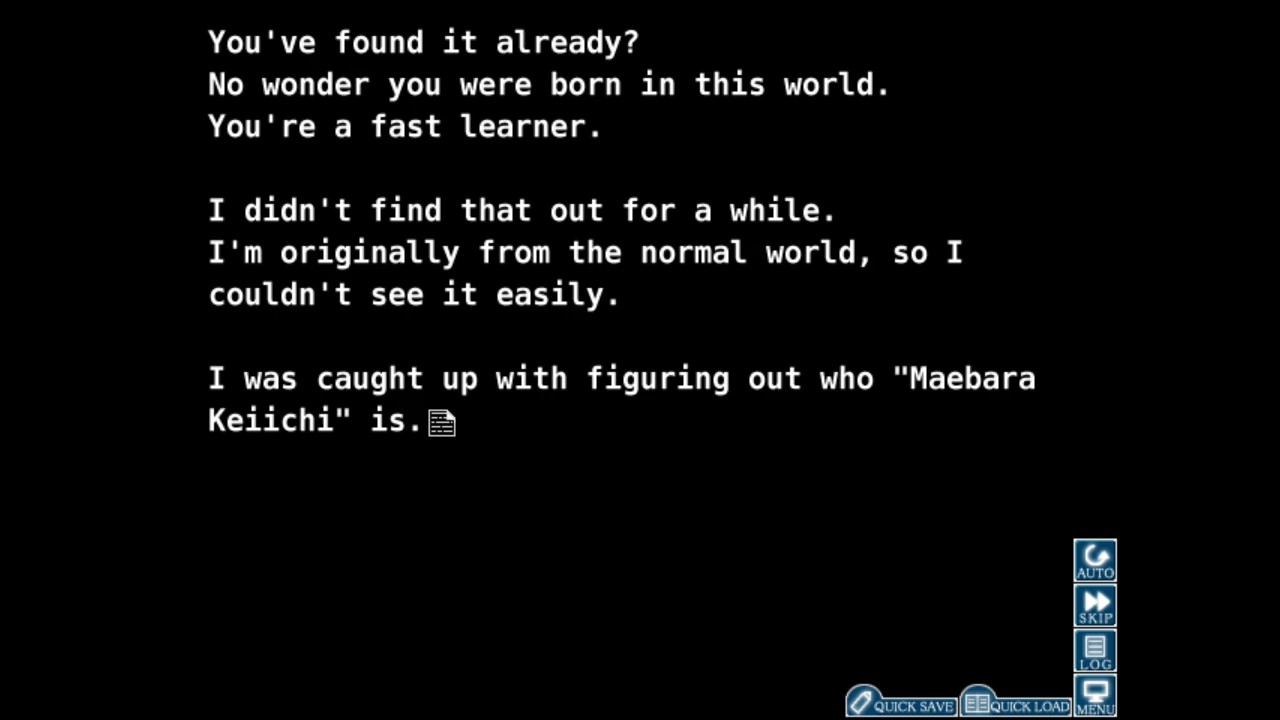 You've found it already?
No wonder you were born in this world.
You're a fast learner.
I didn't find that out for a while.
I'm originally from the normal world, so I
couldn't see it easily.
I was caught up with figuring out who "Maebara
Keiichi" is.
AUTO
SKIP
LOG
QUICK SAVE
QUICK LOAD
MENU